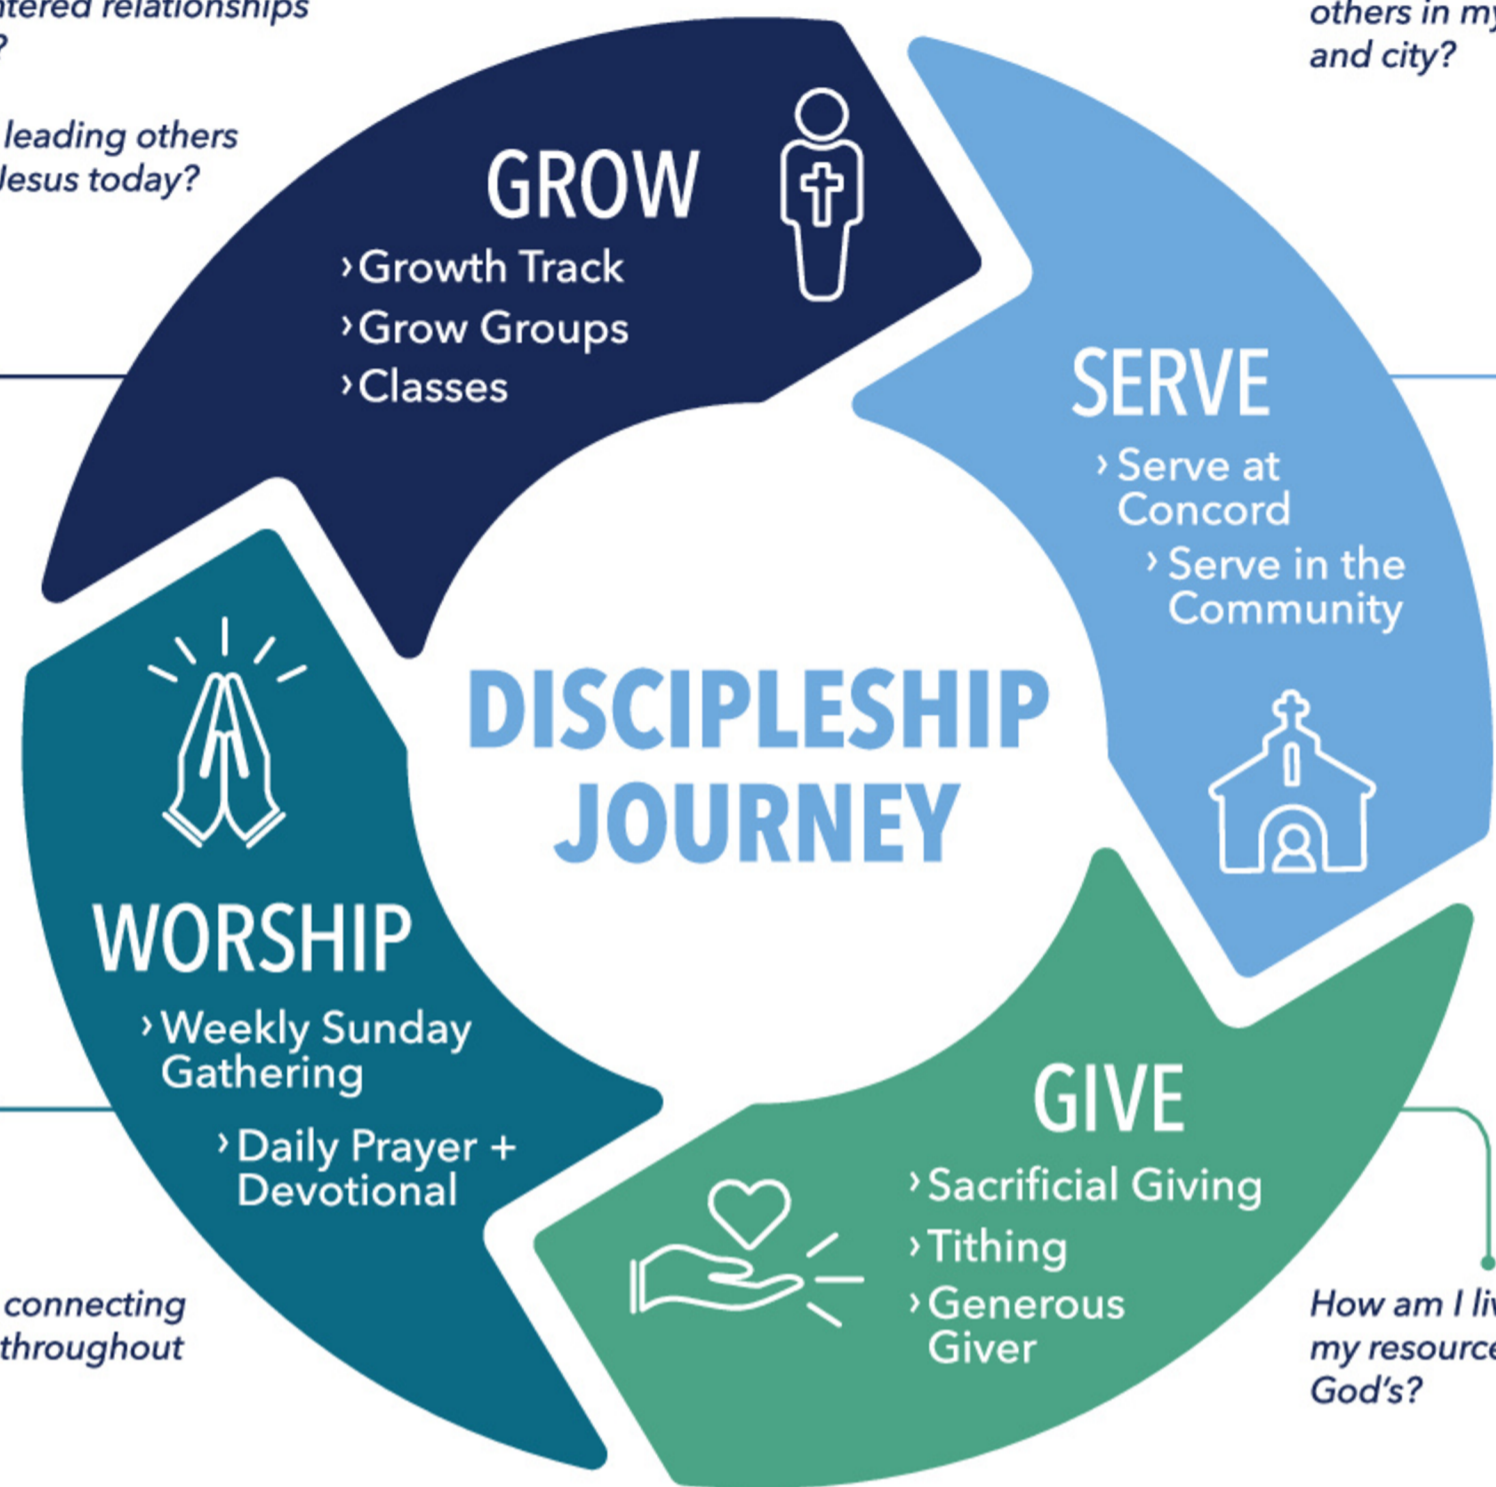 relationships
?
leading others
Jesus today?
others in
and city?
GROW
›Growth Track
›Grow Groups
›Classes
SERVE
› Serve at
Concord
› Serve in the
Community
DISCIPLESHIP
JOURNEY
WORSHIP
› Weekly Sunday
Gathering
› Daily Prayer +
Devotional
GIVE
› Sacrificial Giving
› Tithing
› Generous
Giver
connecting
throughout
How am I
my
God's?